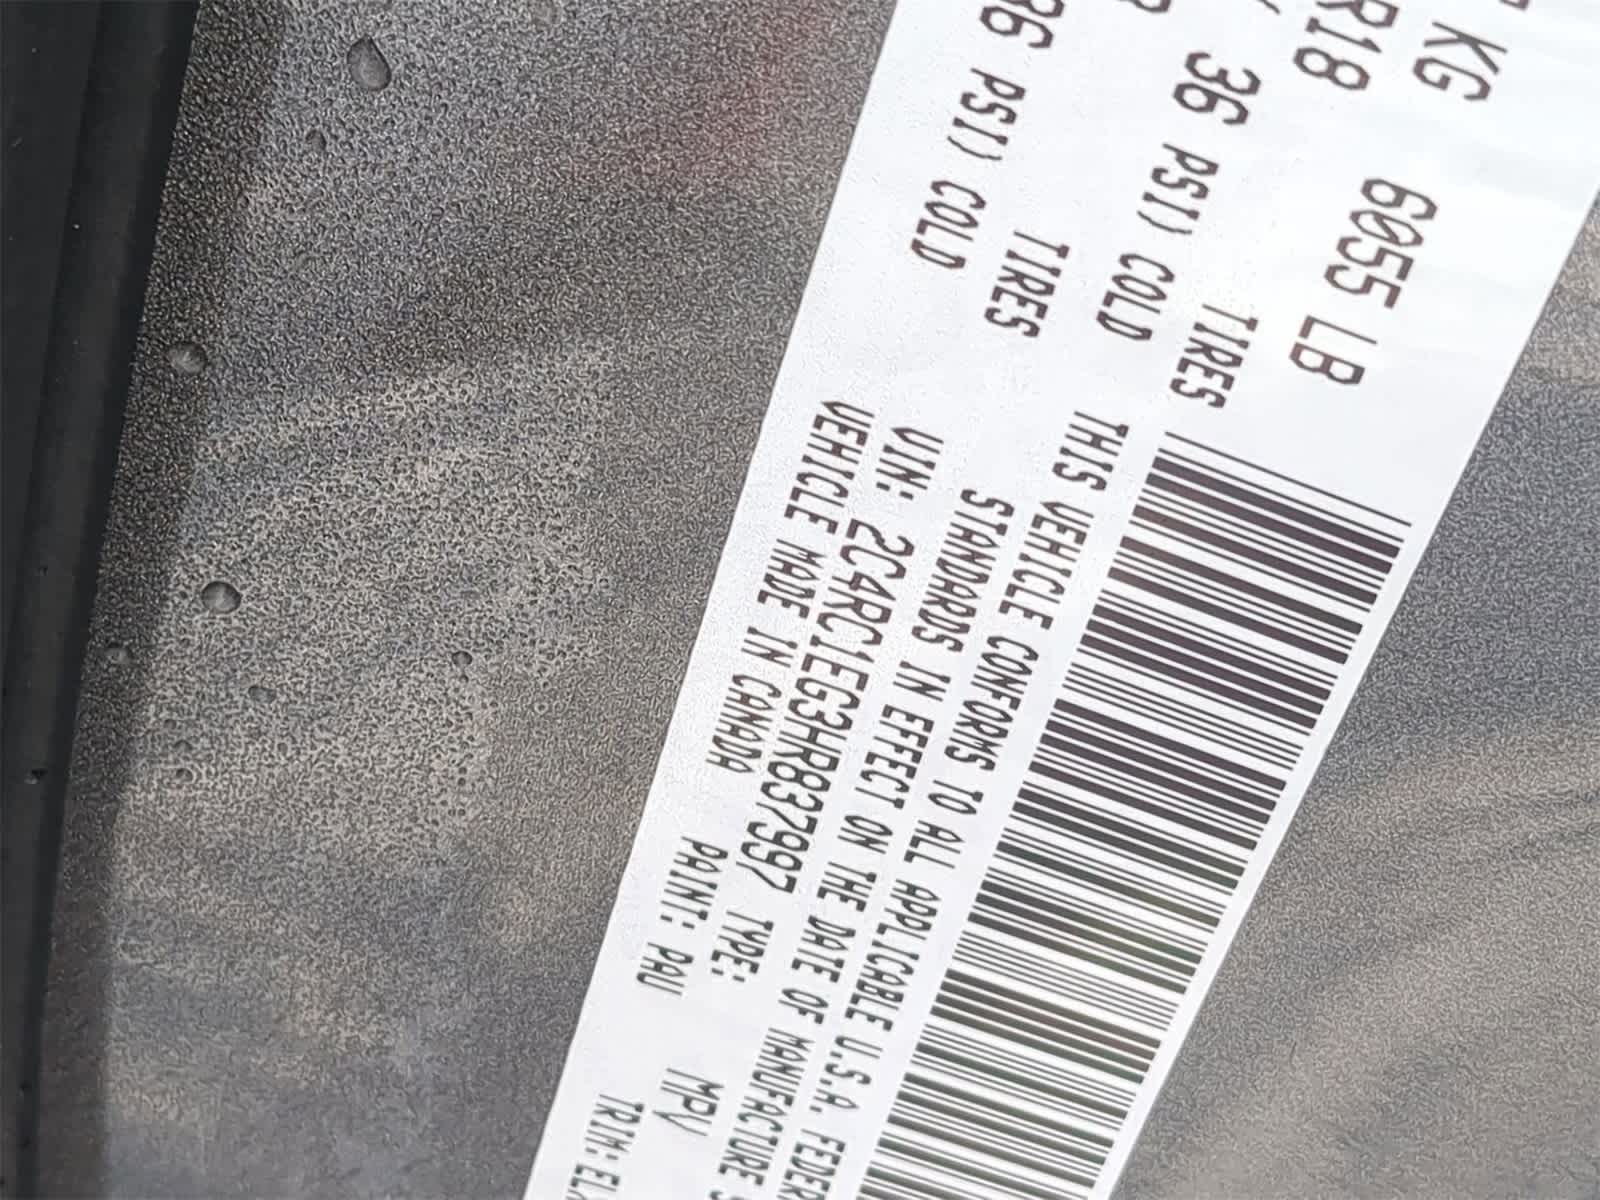 KG 6055 LB
R18 36 PSI) COLD TIRES
36 PSI) COLD TIRES
THIS VEHICLE CONFORMS TO ALL APPLICABLE U.S.A. FEDER
STANDARDS IN EFFECT ON THE DATE OF MANUFACTURE S
VIN: 2C4RC1EG3HR837997 TYPE: MPV
VEHICLE MADE IN CANADA PAINT: PAU TRIM: